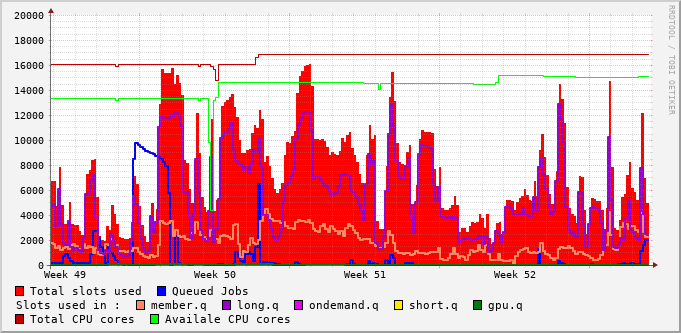 20000
18000
16000
14000
12000
10000
8000
6000
4000
2000
0
Week 49 Week 50 Week 51 Week 52
RRDTOOL / TOBI OETIKER
Total slots used Queued Jobs
Slots used in : member.q long.q ondemand.q short.q gpu.q
Total CPU cores Availale CPU cores